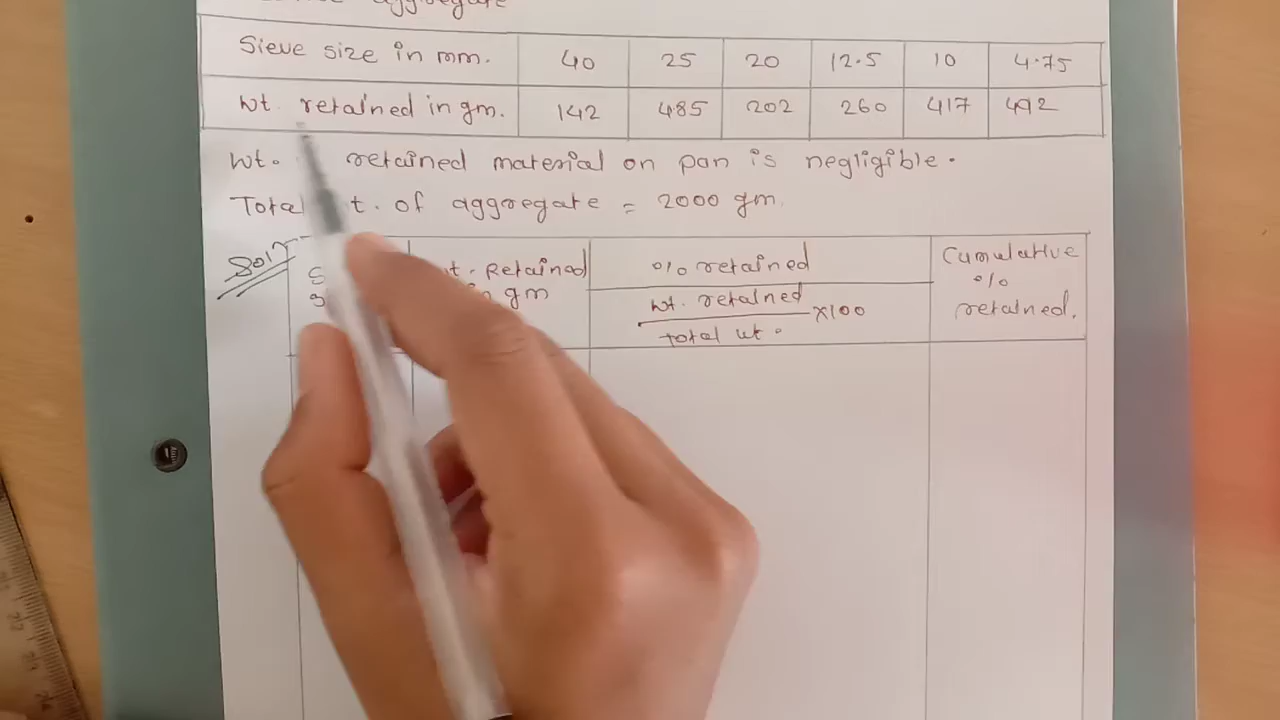 aggregate
Sieve size in mm. 40 25 20 12.5 10 4.75
Wt. retained in gm. 142 485 202 260 417 492
Wt. retained material on pan is negligible.
Total t. of aggregate = 2000 gm.
Soln
t. Retained % retained Cumulative
gm wt. retained ×100 %
total wt. retained.